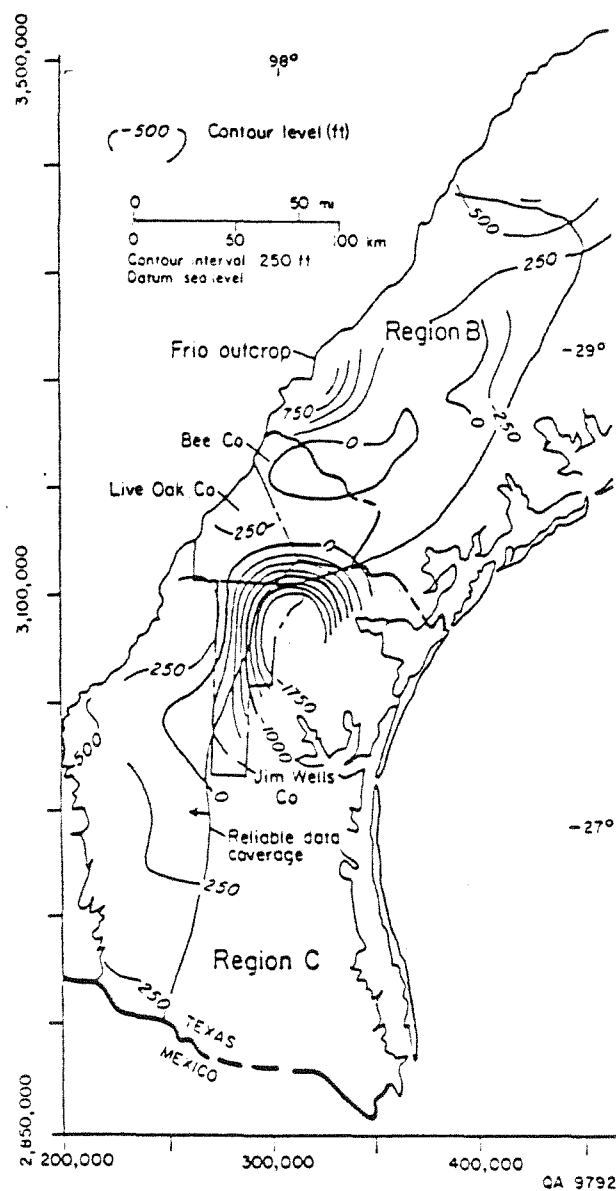 3,500,000
98°
-500 Contour level (ft)
0 50 mi
0 50 100 km
Contour interval 250 ft
Datum sea level
500
250
Region B
Frio outcrop
-29°
750
0
-250
Bee Co
0
Live Oak Co
250
0
3,100,000
250
-1750
500
-1000
Jim Wells
Co
0
-27°
Reliable data
coverage
250
Region C
250
TEXAS
MEXICO
2,850,000
200,000 300,000 400,000
QA 9792